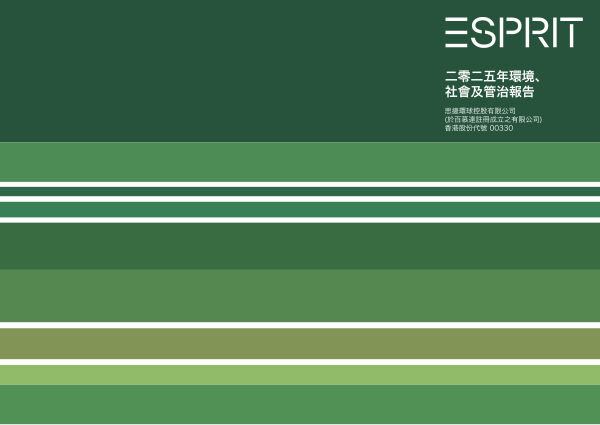 ESPRIT
二零二五年環境、
社會及管治報告
思捷環球控股有限公司
(於百慕達註冊成立之有限公司)
香港股份代號 00330